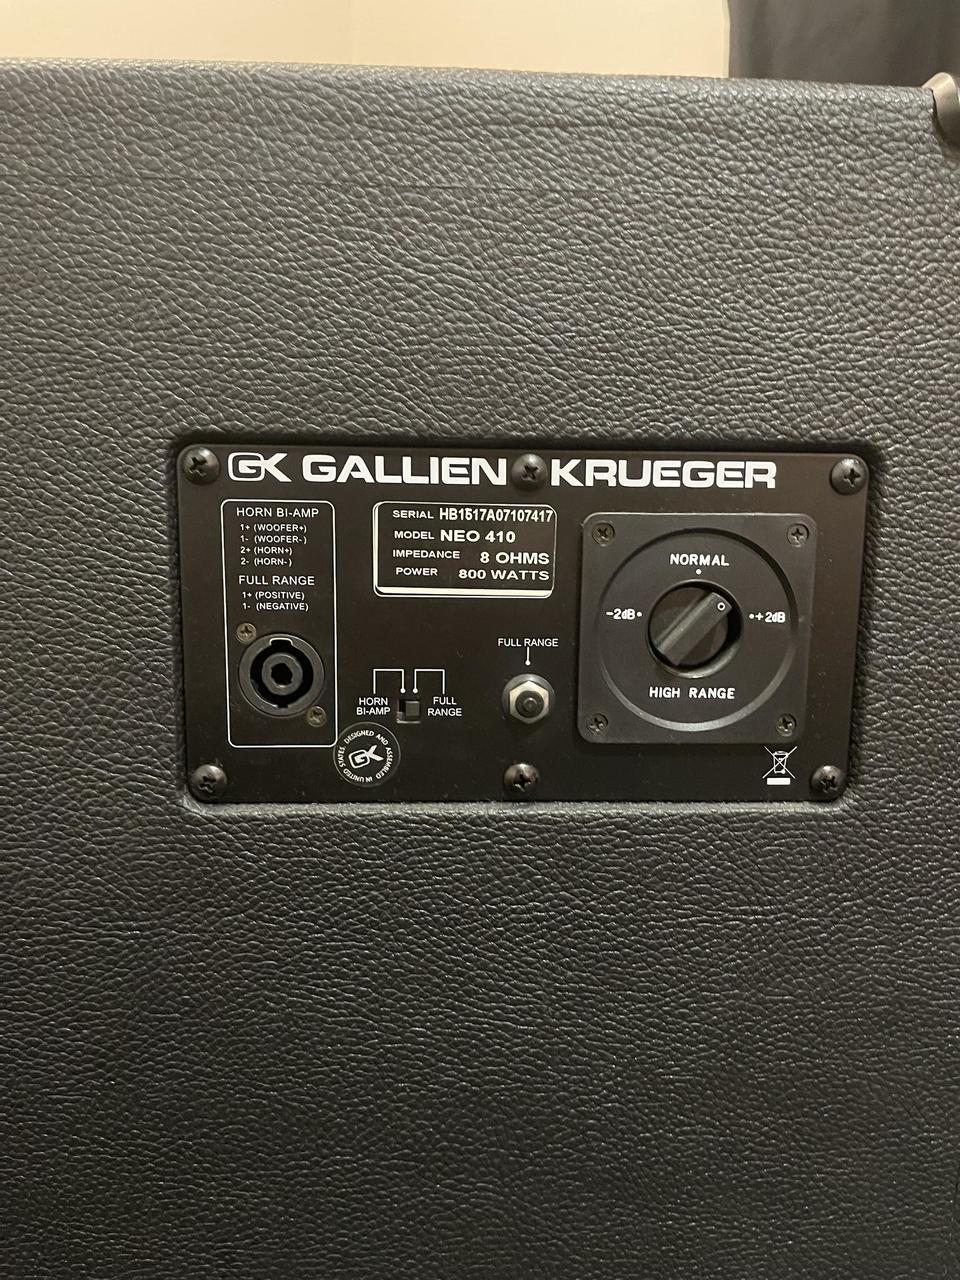 GK GALLIEN KRUEGER
HORN BI-AMP
1+ (WOOFER+)
1- (WOOFER-)
2+ (HORN+)
2- (HORN-)
FULL RANGE
1+ (POSITIVE)
1- (NEGATIVE)
SERIAL HB1517A07107417
MODEL NEO 410
IMPEDANCE 8 OHMS
POWER 800 WATTS
HORN
BI-AMP
FULL
RANGE
FULL RANGE
NORMAL
-2dB
+2dB
HIGH RANGE
GK
DESIGNED AND ASSEMBLED IN UNITED STATES.